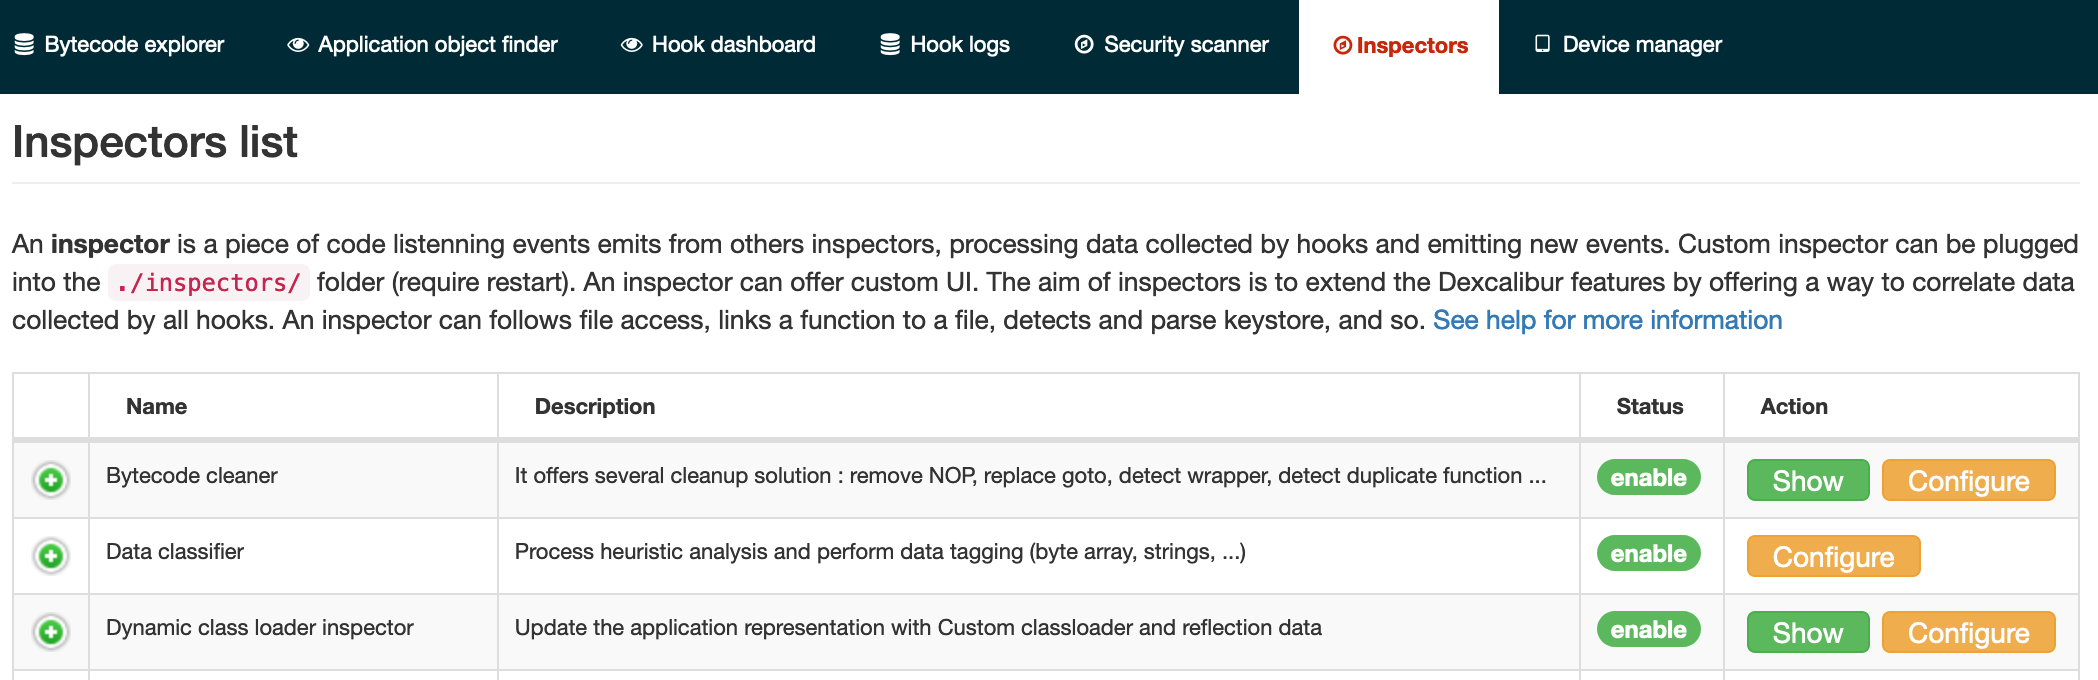 Bytecode explorer Application object finder Hook dashboard Hook logs Security scanner Inspectors Device manager
Inspectors list
An inspector is a piece of code listenning events emits from others inspectors, processing data collected by hooks and emitting new events. Custom inspector can be plugged
into the ./inspectors/ folder (require restart). An inspector can offer custom UI. The aim of inspectors is to extend the Dexcalibur features by offering a way to correlate data
collected by all hooks. An inspector can follows file access, links a function to a file, detects and parse keystore, and so. See help for more information
Name Description Status Action
Bytecode cleaner It offers several cleanup solution : remove NOP, replace goto, detect wrapper, detect duplicate function ... enable Show Configure
Data classifier Process heuristic analysis and perform data tagging (byte array, strings, ...) enable Configure
Dynamic class loader inspector Update the application representation with Custom classloader and reflection data enable Show Configure